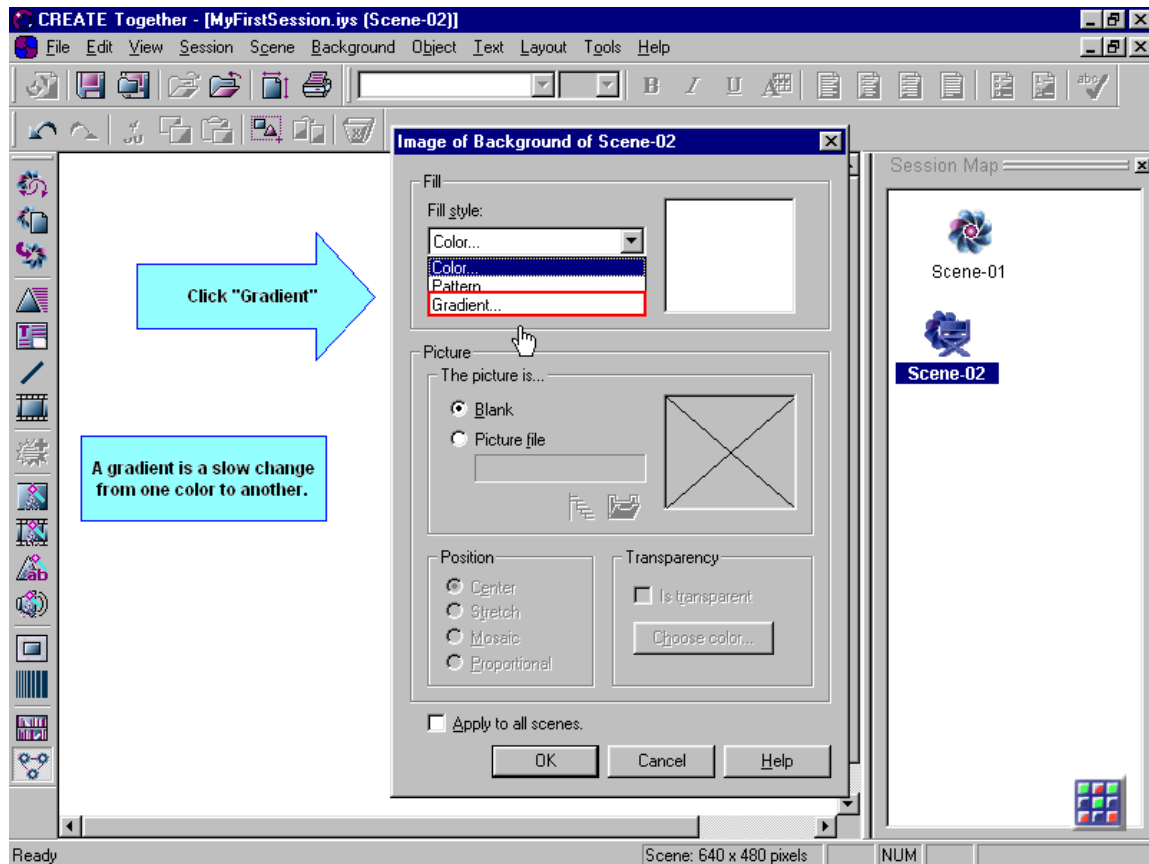 CREATE Together - [MyFirstSession.iys (Scene-02)]
File Edit View Session Scene Background Object Text Layout Tools Help
B I U A
abc
Image of Background of Scene-02
Session Map
Fill
Fill style:
Color...
Color...
Pattern
Gradient...
Scene-01
Click "Gradient"
Scene-02
Picture
The picture is...
Blank
Picture file
A gradient is a slow change
from one color to another.
ab
Position
Center
Stretch
Mosaic
Proportional
Transparency
Is transparent
Choose color...
Apply to all scenes.
OK Cancel Help
Ready Scene: 640 x 480 pixels NUM